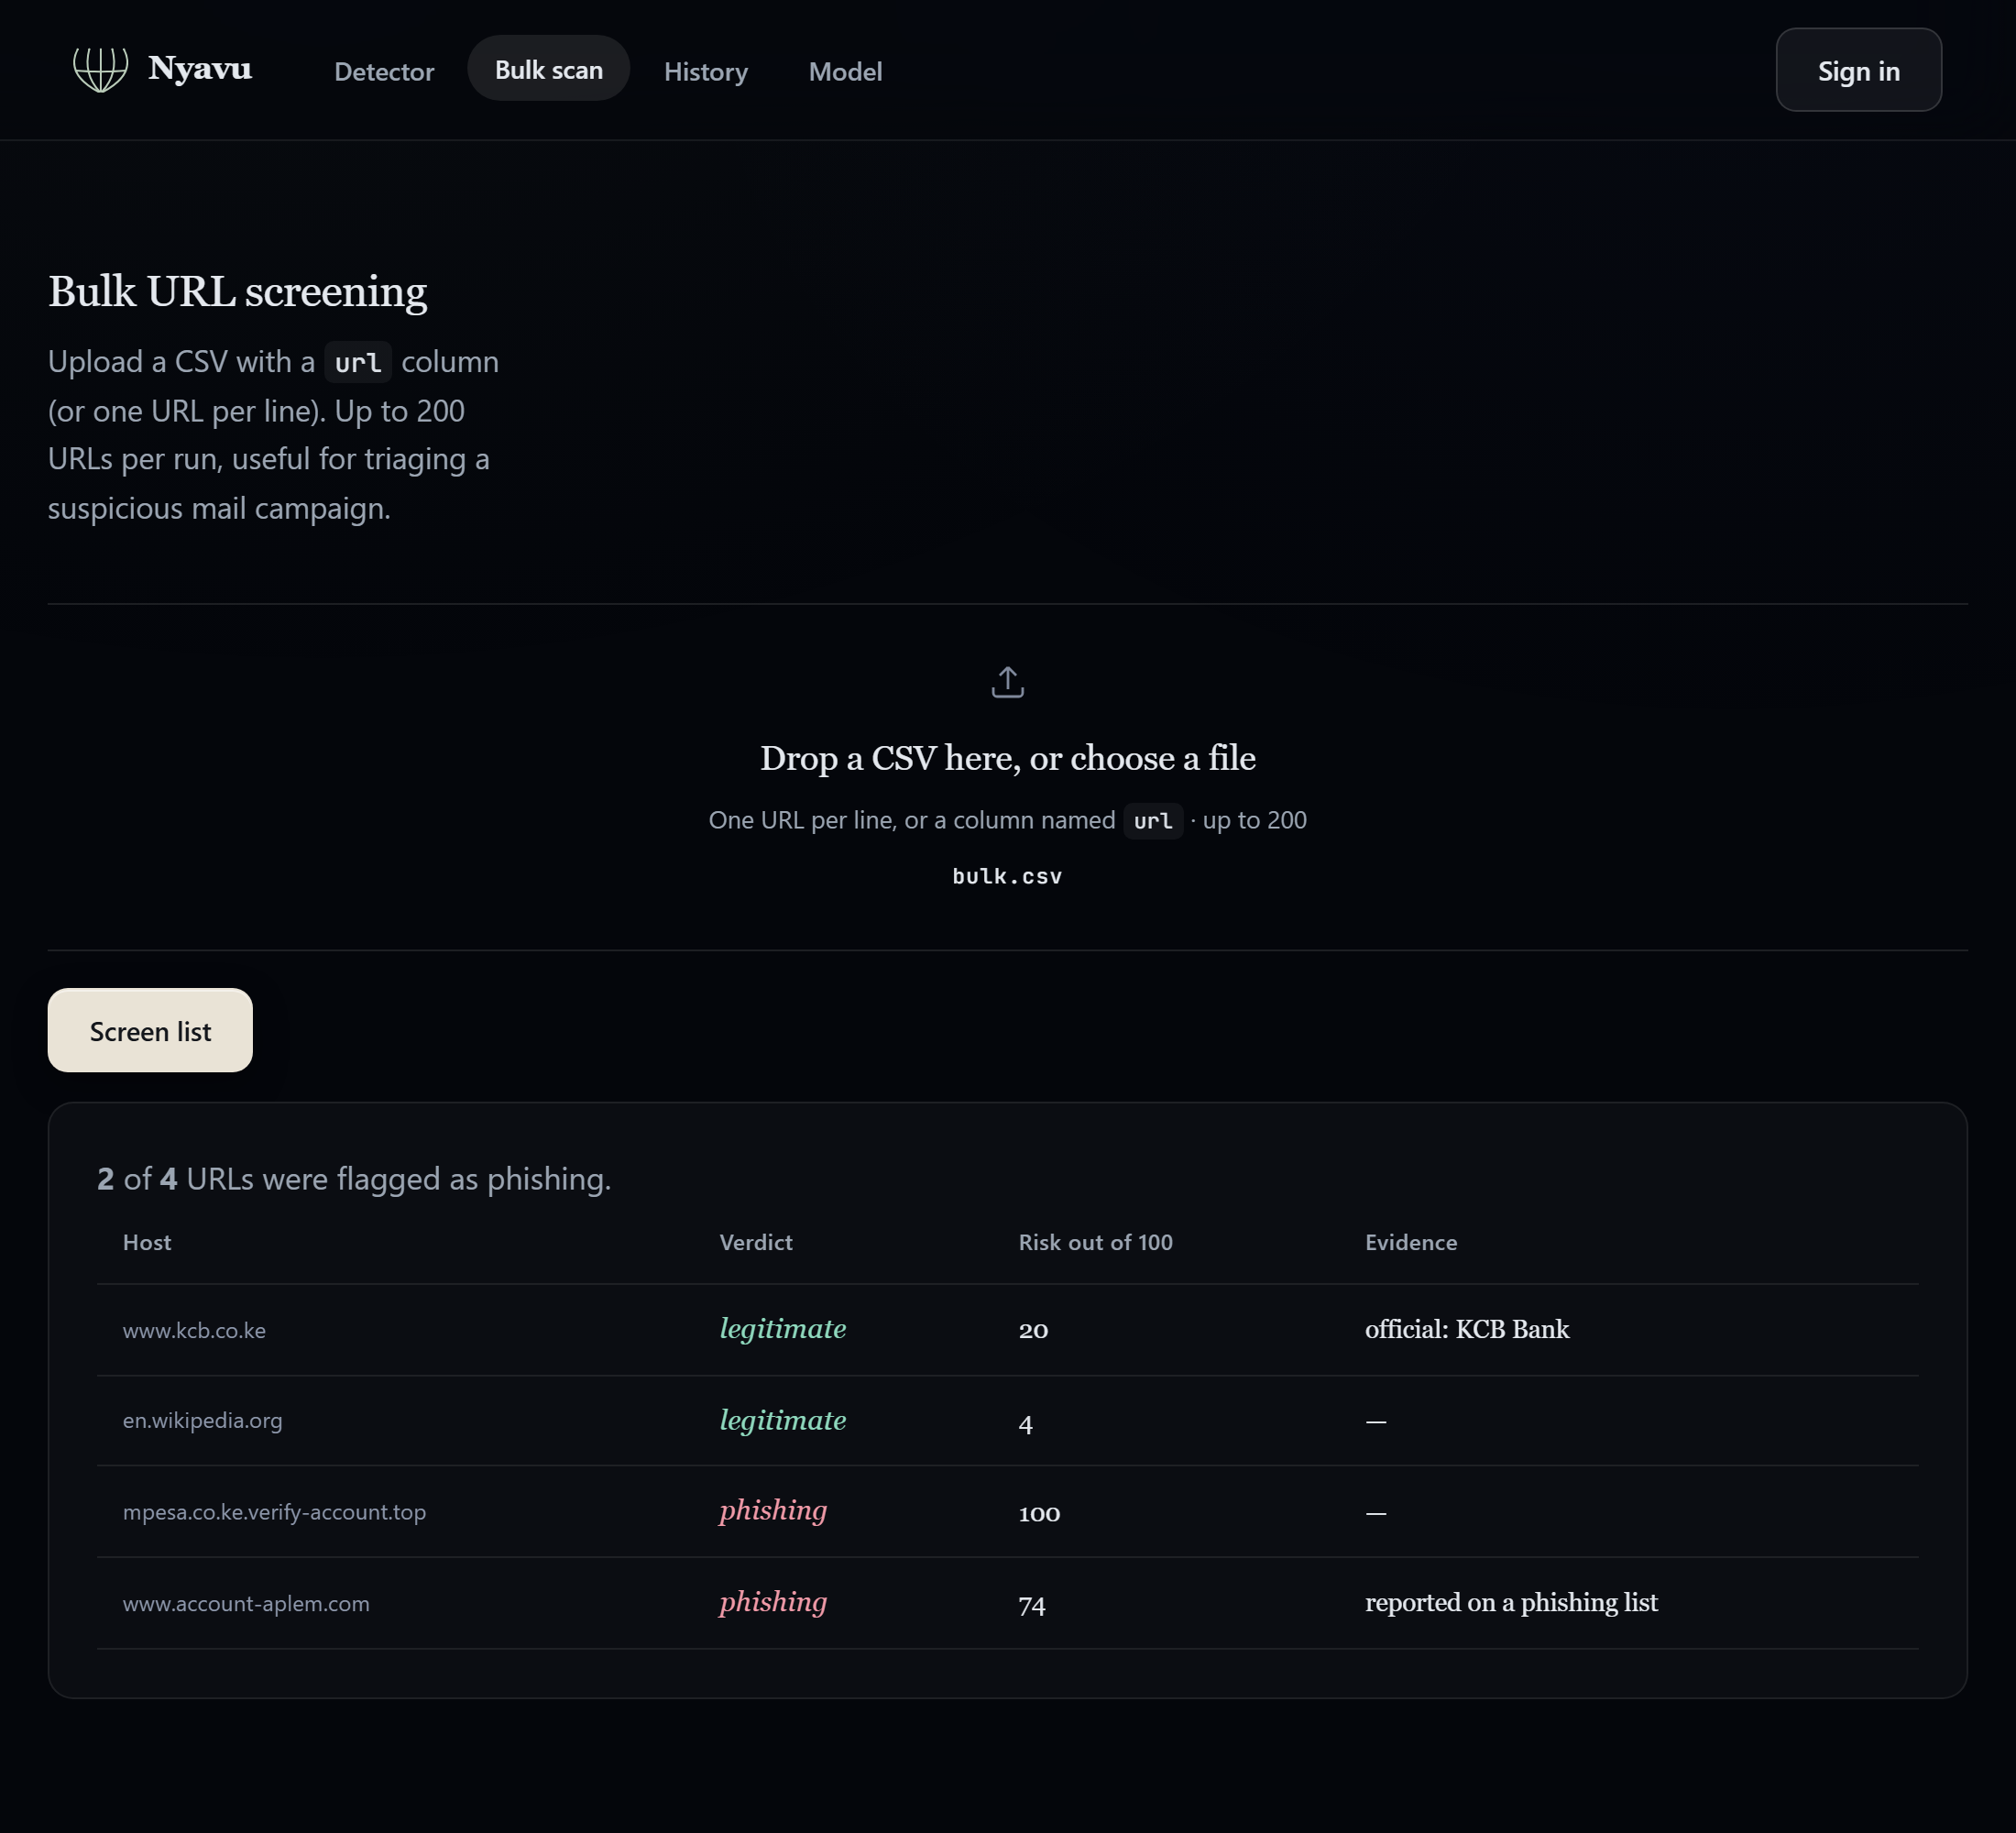 Nyavu
Detector
Bulk scan
History
Model
Sign in
Bulk URL screening
Upload a CSV with a url column
(or one URL per line). Up to 200
URLs per run, useful for triaging a
suspicious mail campaign.
Drop a CSV here, or choose a file
One URL per line, or a column named url · up to 200
bulk.csv
Screen list
2 of 4 URLs were flagged as phishing.
Host Verdict Risk out of 100 Evidence
www.kcb.co.ke legitimate 20 official: KCB Bank
en.wikipedia.org legitimate 4 —
mpesa.co.ke.verify-account.top phishing 100 —
www.account-aplem.com phishing 74 reported on a phishing list